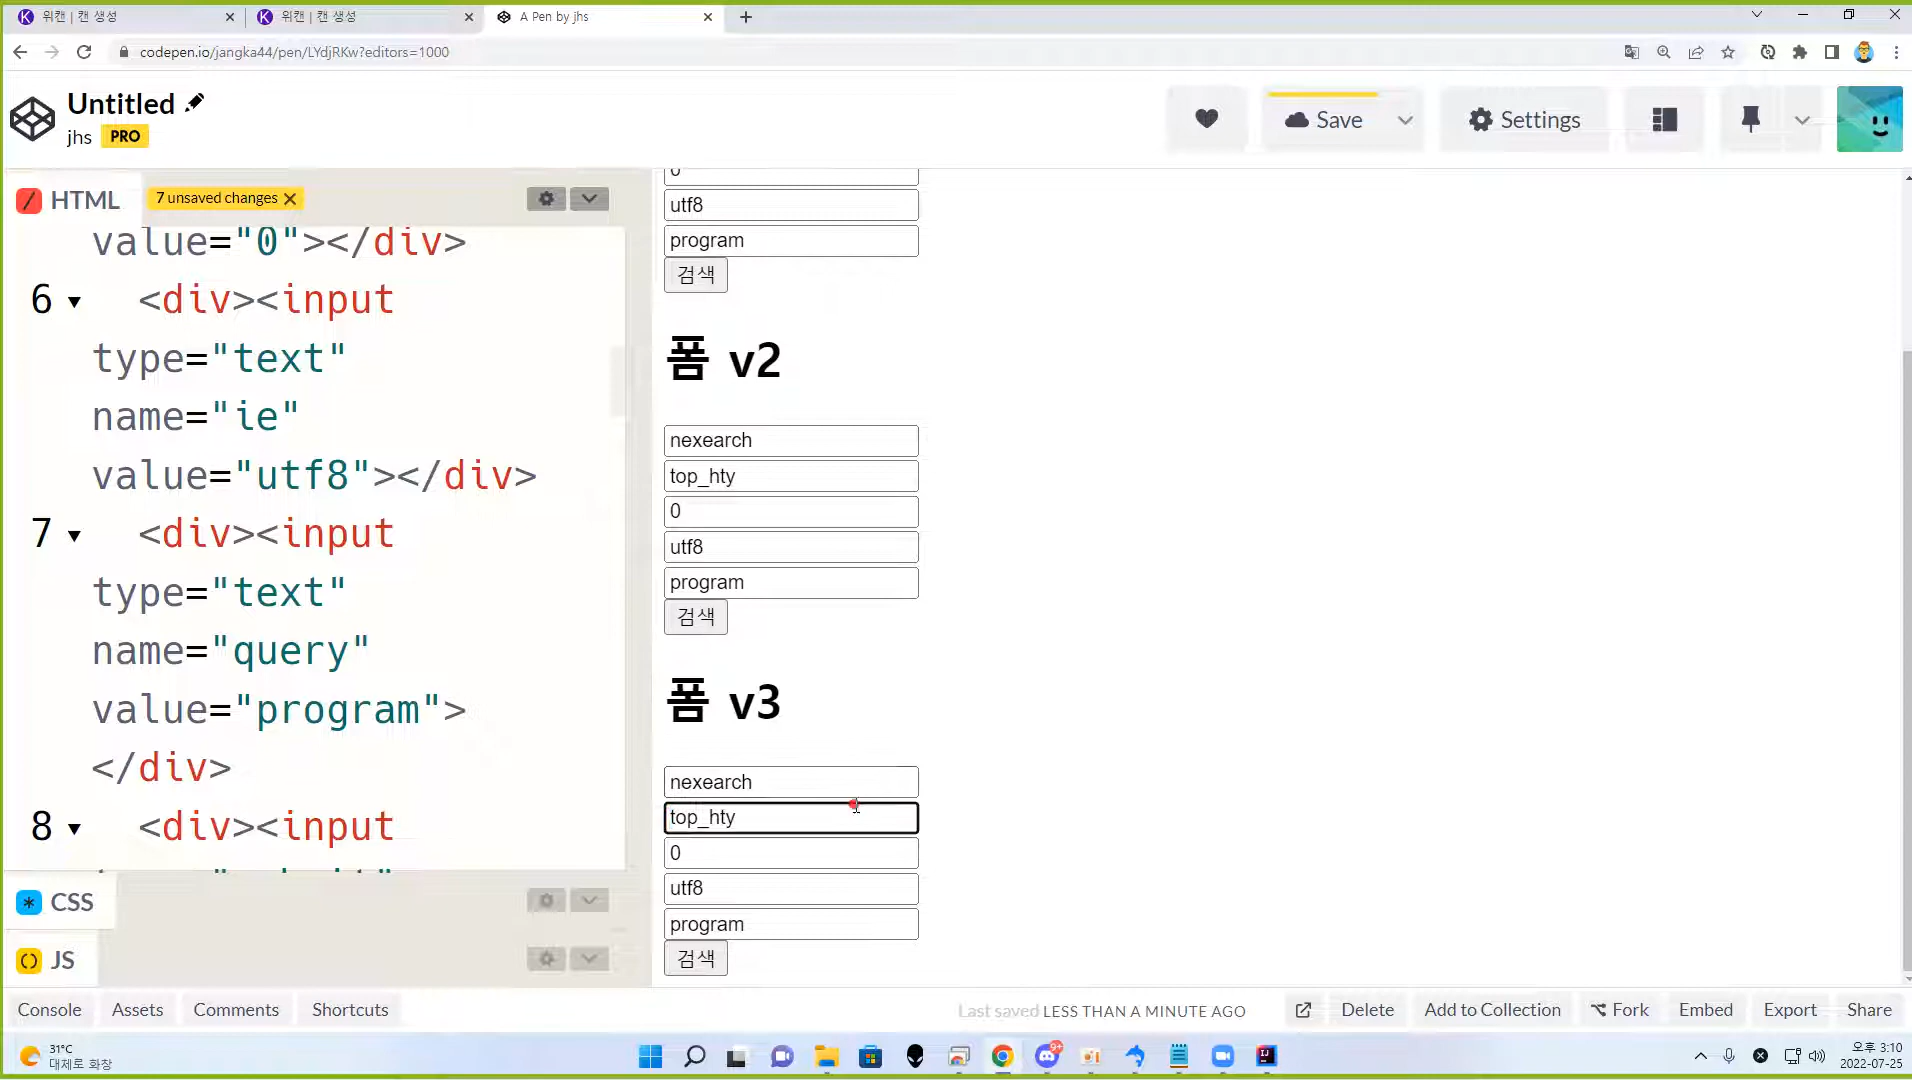 위캔 | 캔 생성
위캔 | 캔 생성
A Pen by jhs
codepen.io/jangka44/pen/LYdjRKw?editors=1000
Untitled
jhs PRO
Save
Settings
HTML 7 unsaved changes
value="0"></div>
6 <div><input
type="text"
name="ie"
value="utf8"></div>
7 <div><input
type="text"
name="query"
value="program">
</div>
8 <div><input
CSS
JS
0
utf8
program
검색
폼 v2
nexearch
top_hty
0
utf8
program
검색
폼 v3
nexearch
top_hty
0
utf8
program
검색
Console Assets Comments Shortcuts
Last saved LESS THAN A MINUTE AGO
Delete Add to Collection Fork Embed Export Share
31°C
대체로 화창
9+
오후 3:10
2022-07-25